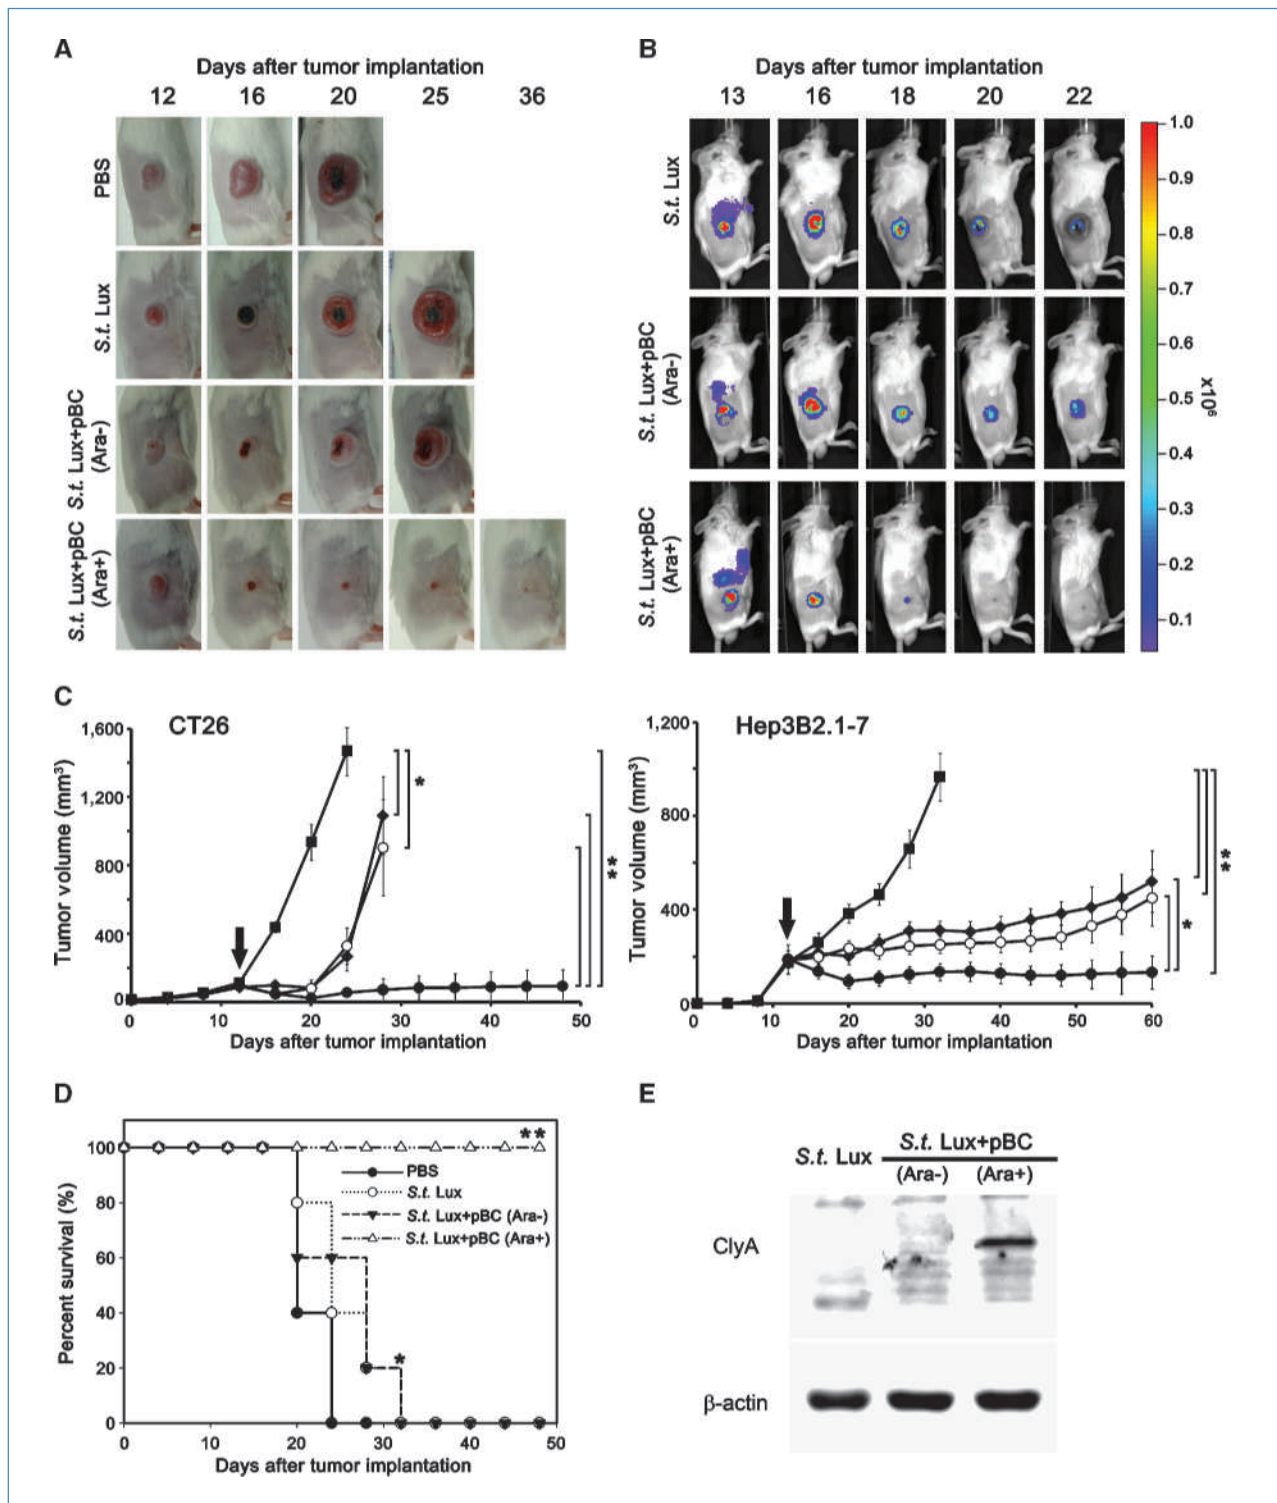 A
Days after tumor implantation
12 16 20 25 36
PBS
S.t. Lux
S.t. Lux+pBC
(Ara-)
S.t. Lux+pBC
(Ara+)
B
Days after tumor implantation
13 16 18 20 22
S.t. Lux
S.t. Lux+pBC
(Ara-)
S.t. Lux+pBC
(Ara+)
1.0
0.9
0.8
0.7
0.6
0.5
0.4
0.3
0.2
0.1
x10⁶
C
CT26
Tumor volume (mm³)
1,600
1,200
800
400
0
0 10 20 30 40 50
Days after tumor implantation
*
**
Hep3B2.1-7
Tumor volume (mm³)
1,200
800
400
0
0 10 20 30 40 50 60
Days after tumor implantation
*
**
D
Percent survival (%)
100
80
60
40
20
0
0 10 20 30 40 50
Days after tumor implantation
**
PBS
S.t. Lux
S.t. Lux+pBC (Ara-)
S.t. Lux+pBC (Ara+)
*
E
S.t. Lux
S.t. Lux+pBC
(Ara-) (Ara+)
ClyA
β-actin